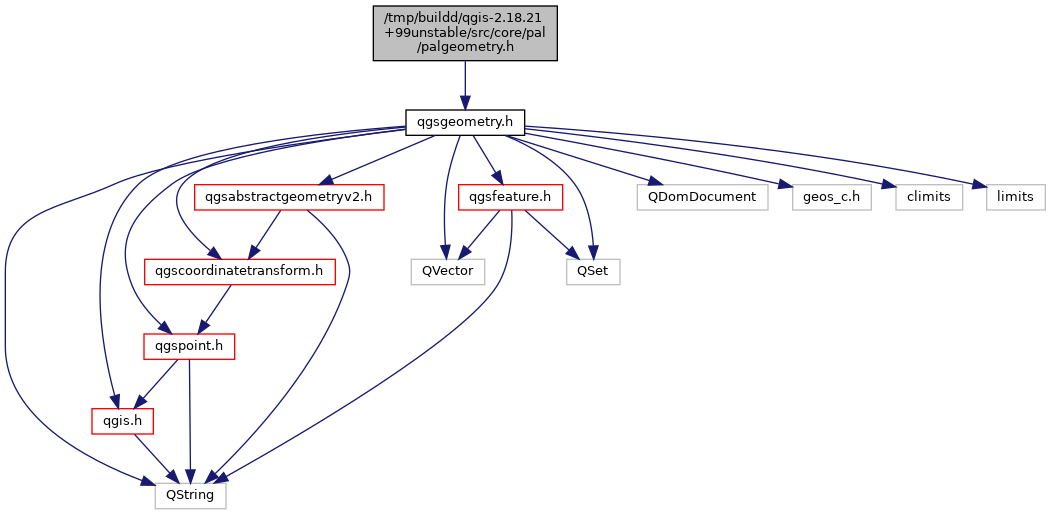 /tmp/buildd/qgis-2.18.21
+99unstable/src/core/pal
/palgeometry.h
qgsgeometry.h
qgsabstractgeometryv2.h
qgsfeature.h
QDomDocument
geos_c.h
climits
limits
qgscoordinatetransform.h
QVector
QSet
qgspoint.h
qgis.h
QString